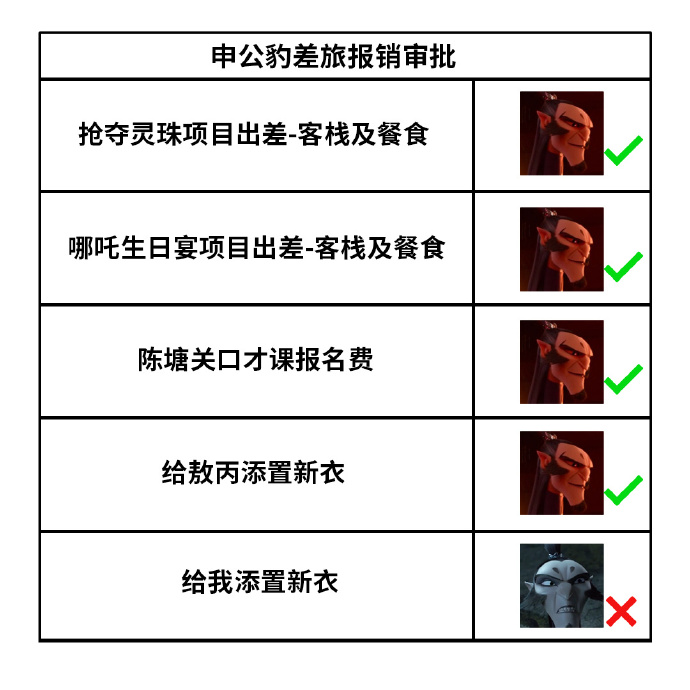 申公豹差旅报销审批
抢夺灵珠项目出差-客栈及餐食
哪吒生日宴项目出差-客栈及餐食
陈塘关口才课报名费
给敖丙添置新衣
给我添置新衣